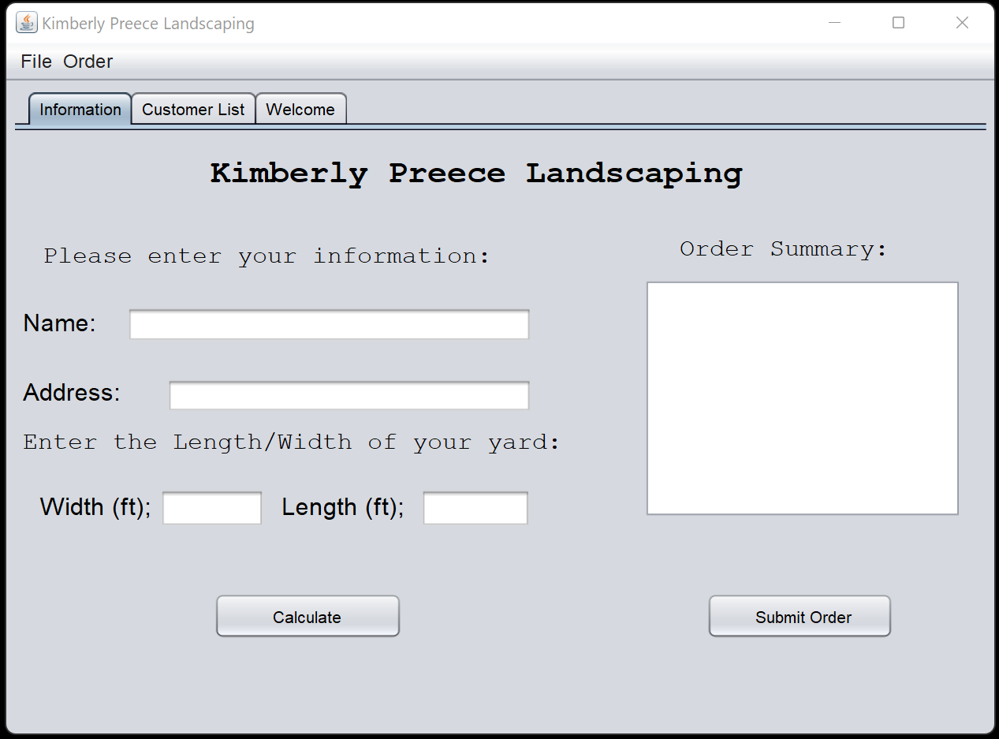 Kimberly Preece Landscaping
File Order
Information Customer List Welcome
Kimberly Preece Landscaping
Please enter your information:
Order Summary:
Name:
Address:
Enter the Length/Width of your yard:
Width (ft); Length (ft);
Calculate
Submit Order